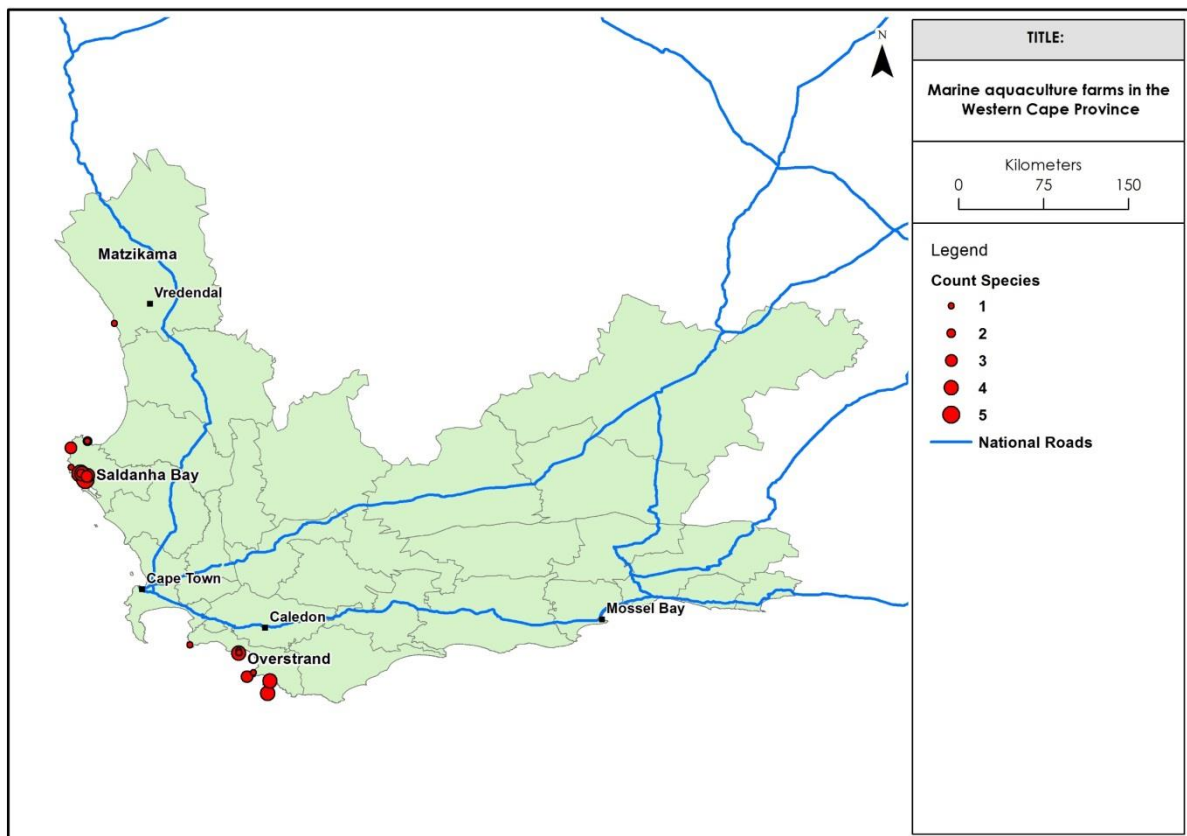 N
Matzikama
Vredendal
Saldanha Bay
Cape Town
Caledon
Mossel Bay
Overstrand
TITLE:
Marine aquaculture farms in the
Western Cape Province
Kilometers
0 75 150
Legend
Count Species
1
2
3
4
5
National Roads